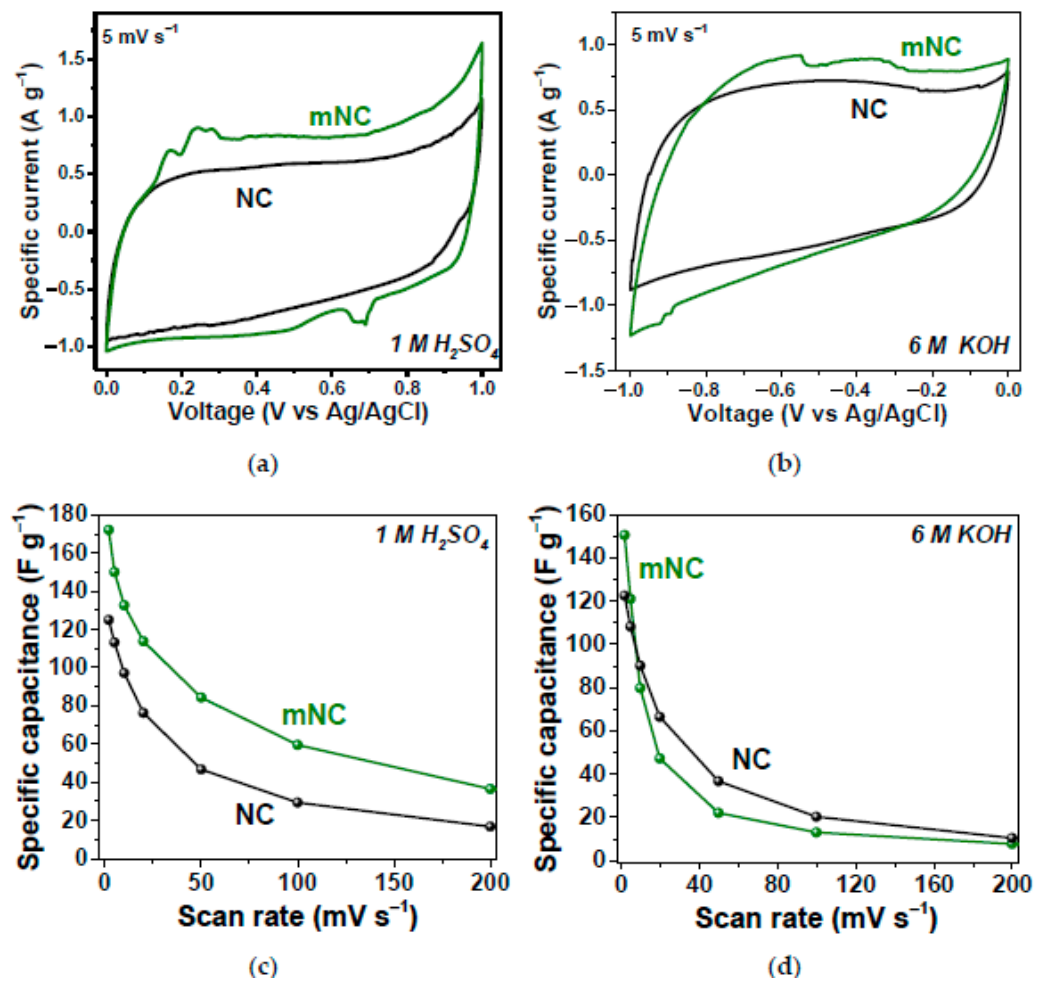 5 mV s⁻¹
mNC
NC
1 M H₂SO₄
Specific current (A g⁻¹)
1.5
1.0
0.5
0.0
−0.5
−1.0
0.0 0.2 0.4 0.6 0.8 1.0
Voltage (V vs Ag/AgCl)
(a)
5 mV s⁻¹
mNC
NC
6 M KOH
Specific current (A g⁻¹)
1.0
0.5
0.0
−0.5
−1.0
−1.5
−1.0 −0.8 −0.6 −0.4 −0.2 0.0
Voltage (V vs Ag/AgCl)
(b)
1 M H₂SO₄
mNC
NC
Specific capacitance (F g⁻¹)
180
160
140
120
100
80
60
40
20
0
0 50 100 150 200
Scan rate (mV s⁻¹)
(c)
6 M KOH
mNC
NC
Specific capacitance (F g⁻¹)
160
140
120
100
80
60
40
20
0
0 40 80 120 160 200
Scan rate (mV s⁻¹)
(d)